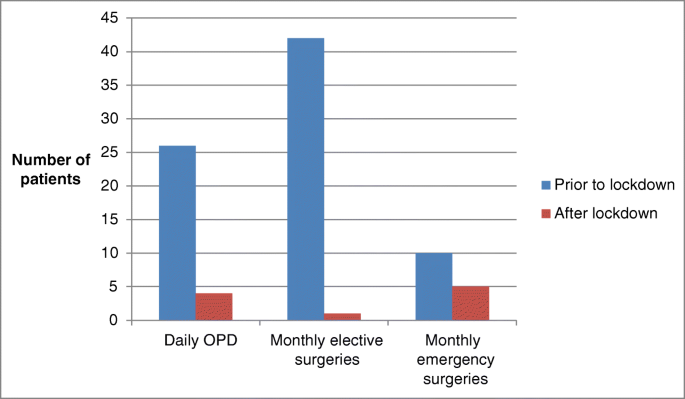 45
40
35
30
25
20
15
10
5
0
Number of
patients
Daily OPD
Monthly elective
surgeries
Monthly
emergency
surgeries
Prior to lockdown
After lockdown